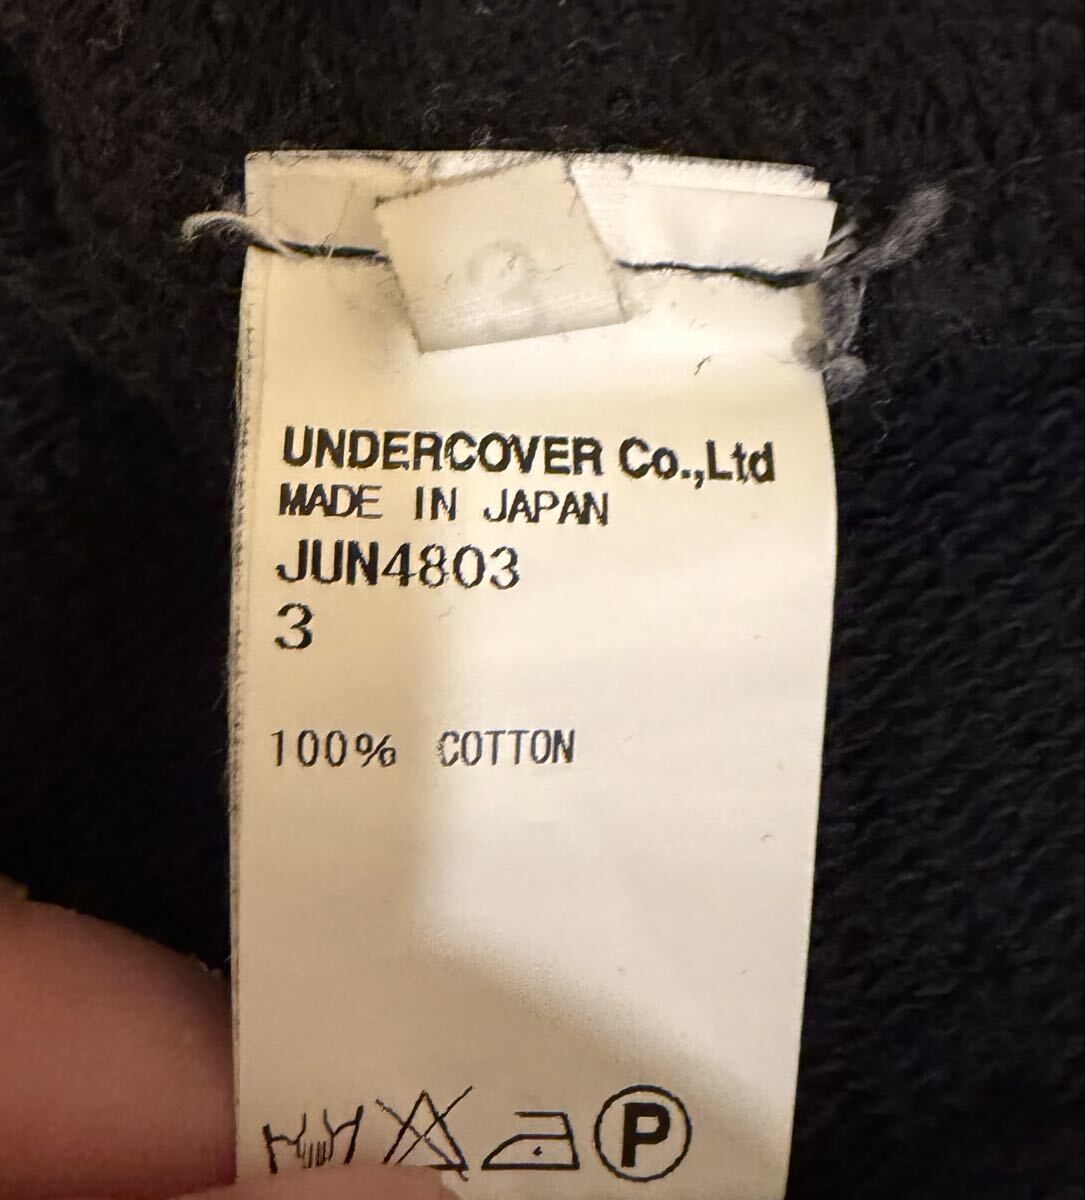 UNDERCOVER Co.,Ltd
MADE IN JAPAN
JUN4803
3
100% COTTON
P